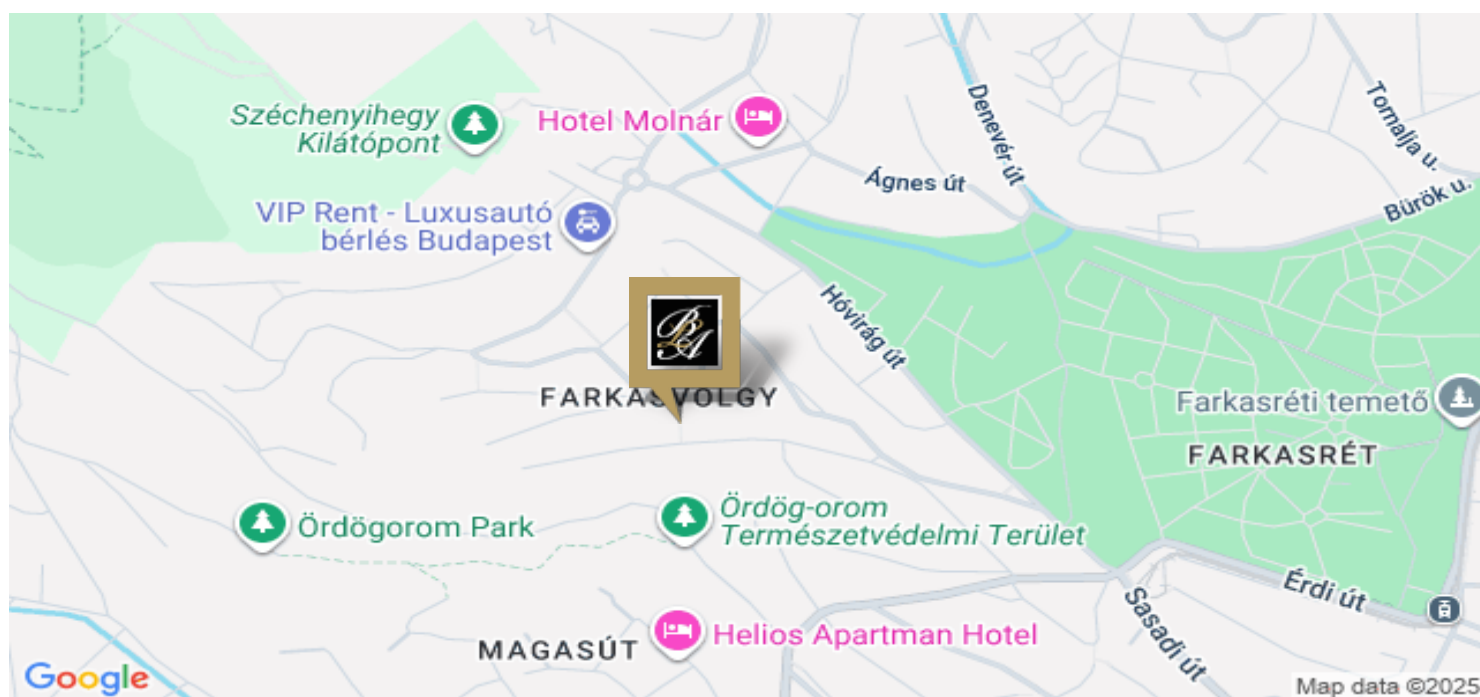 Széchenyihegy
Kilátópont
Hotel Molnár
Denevér út
Tornalja u.
Ágnes út
Bürök u.
VIP Rent - Luxusautó
bérlés Budapest
Hóvirág út
BLA
FARKASVÖLGY
Farkasréti temető
FARKASRÉT
Ördögorom Park
Ördög-orom
Természetvédelmi Terület
Érdi út
Sasadi út
Helios Apartman Hotel
MAGASÚT
Google
Map data ©2025